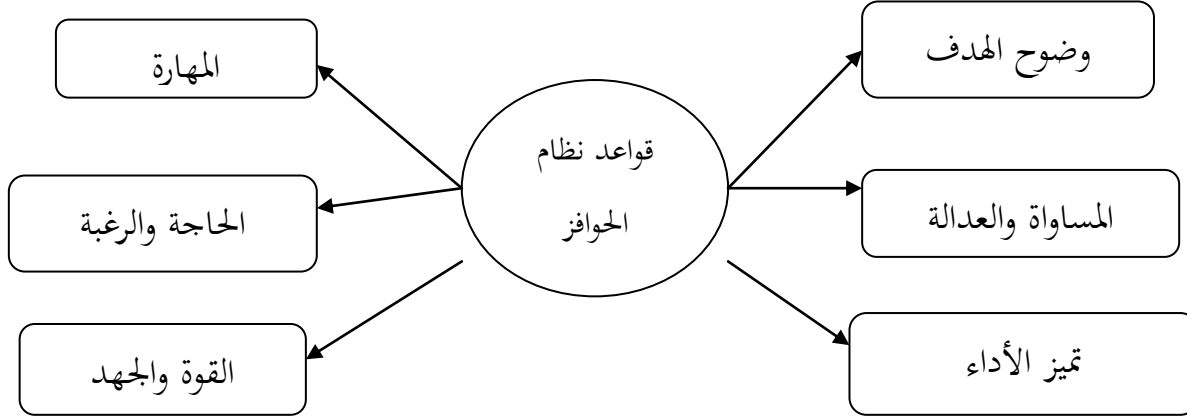 وضوح الهدف
المهارة
قواعد نظام
الحوافز
المساواة والعدالة
الحاجة والرغبة
تميز الأداء
القوة والجهد